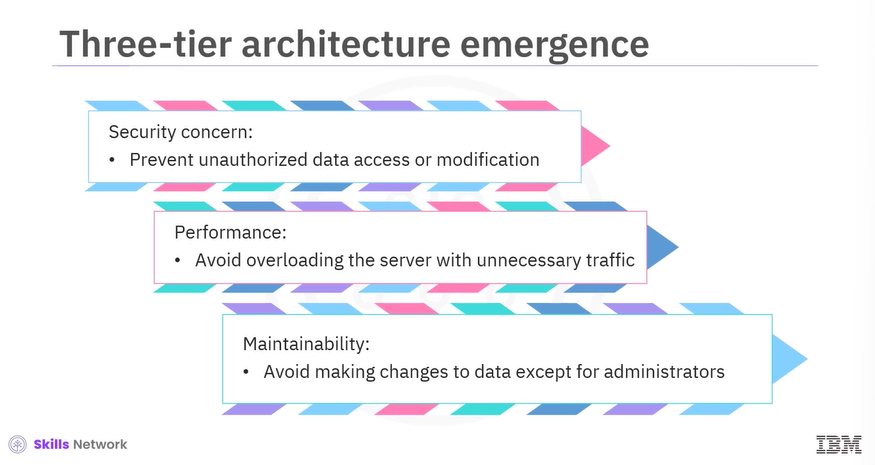 Three-tier architecture emergence
Security concern:
• Prevent unauthorized data access or modification
Performance:
• Avoid overloading the server with unnecessary traffic
Maintainability:
• Avoid making changes to data except for administrators
Skills Network
IBM